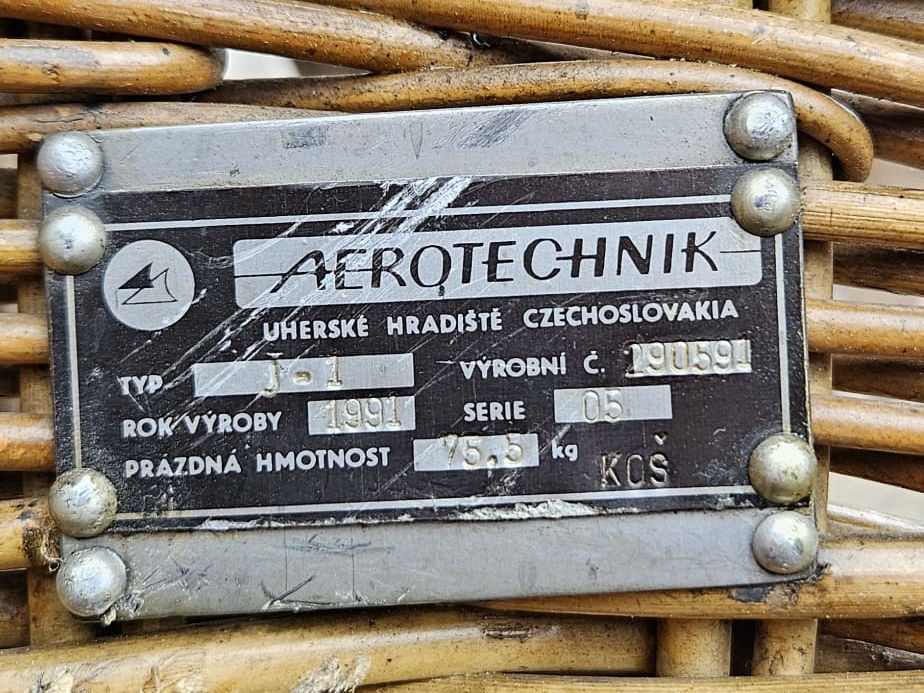 AEROTECHNIK
UHERSKÉ HRADIŠTĚ CZECHOSLOVAKIA
TYP J-1 VÝROBNÍ Č. 290591
ROK VÝROBY 1991 SERIE 05
PRÁZDNÁ HMOTNOST 75,5 kg KOŠ